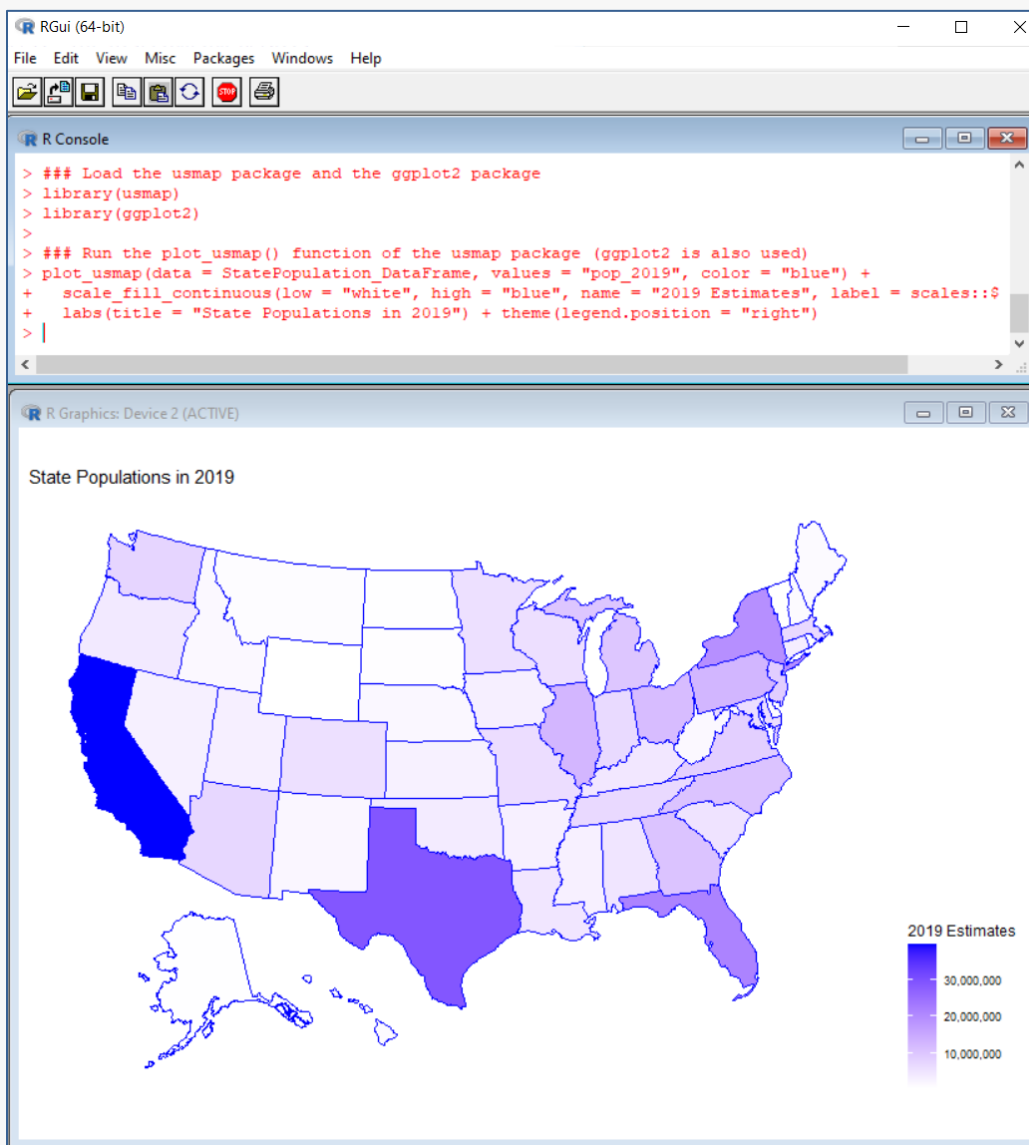 RGui (64-bit)
File Edit View Misc Packages Windows Help
STOP
R Console
> ### Load the usmap package and the ggplot2 package
> library(usmap)
> library(ggplot2)
>
> ### Run the plot_usmap() function of the usmap package (ggplot2 is also used)
> plot_usmap(data = StatePopulation_DataFrame, values = "pop_2019", color = "blue") +
+   scale_fill_continuous(low = "white", high = "blue", name = "2019 Estimates", label = scales::$
+   labs(title = "State Populations in 2019") + theme(legend.position = "right")
>
R Graphics: Device 2 (ACTIVE)
State Populations in 2019
2019 Estimates
30,000,000
20,000,000
10,000,000